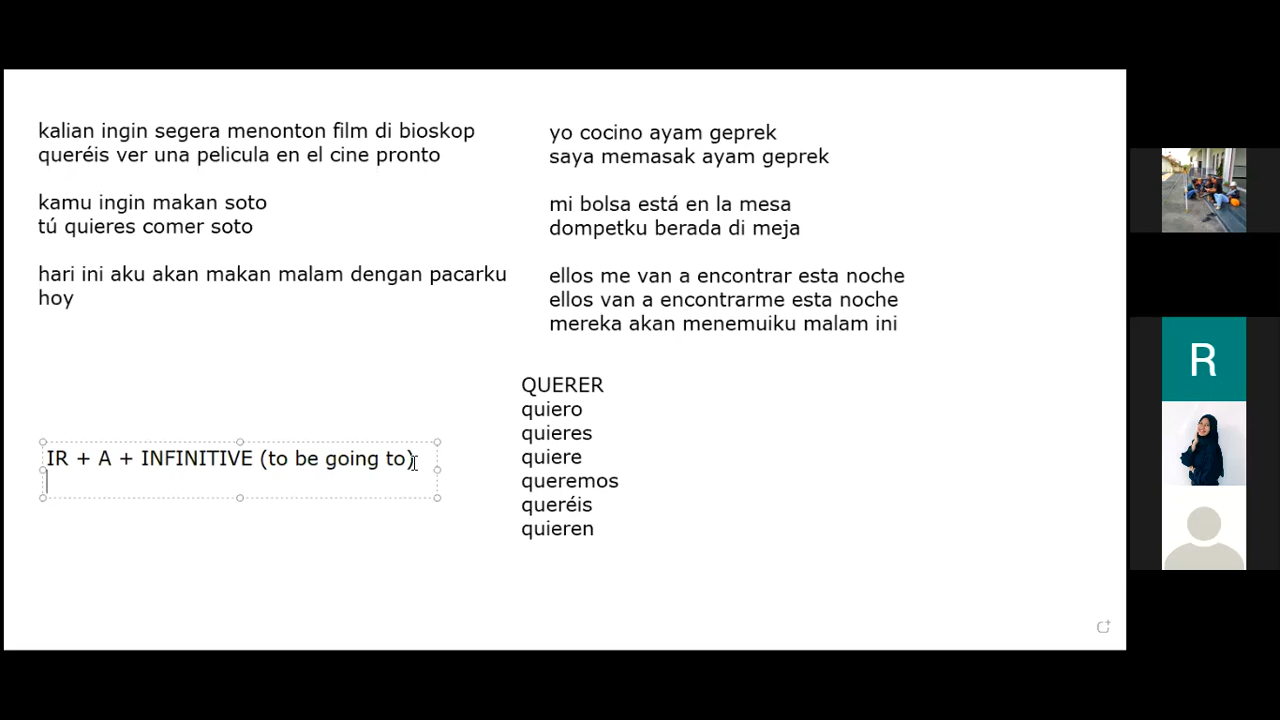 kalian ingin segera menonton film di bioskop
queréis ver una pelicula en el cine pronto
kamu ingin makan soto
tú quieres comer soto
hari ini aku akan makan malam dengan pacarku
hoy
yo cocino ayam geprek
saya memasak ayam geprek
mi bolsa está en la mesa
dompetku berada di meja
ellos me van a encontrar esta noche
ellos van a encontrarme esta noche
mereka akan menemuiku malam ini
IR + A + INFINITIVE (to be going to)
QUERER
quiero
quieres
quiere
queremos
queréis
quieren
R